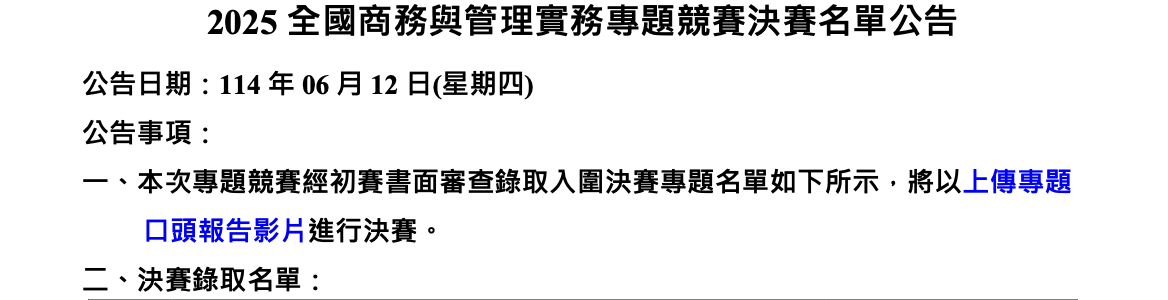 2025 全國商務與管理實務專題競賽決賽名單公告
公告日期：114 年 06 月 12 日(星期四)
公告事項：
一、本次專題競賽經初賽書面審查錄取入圍決賽專題名單如下所示，將以上傳專題
口頭報告影片進行決賽。
二、決賽錄取名單：